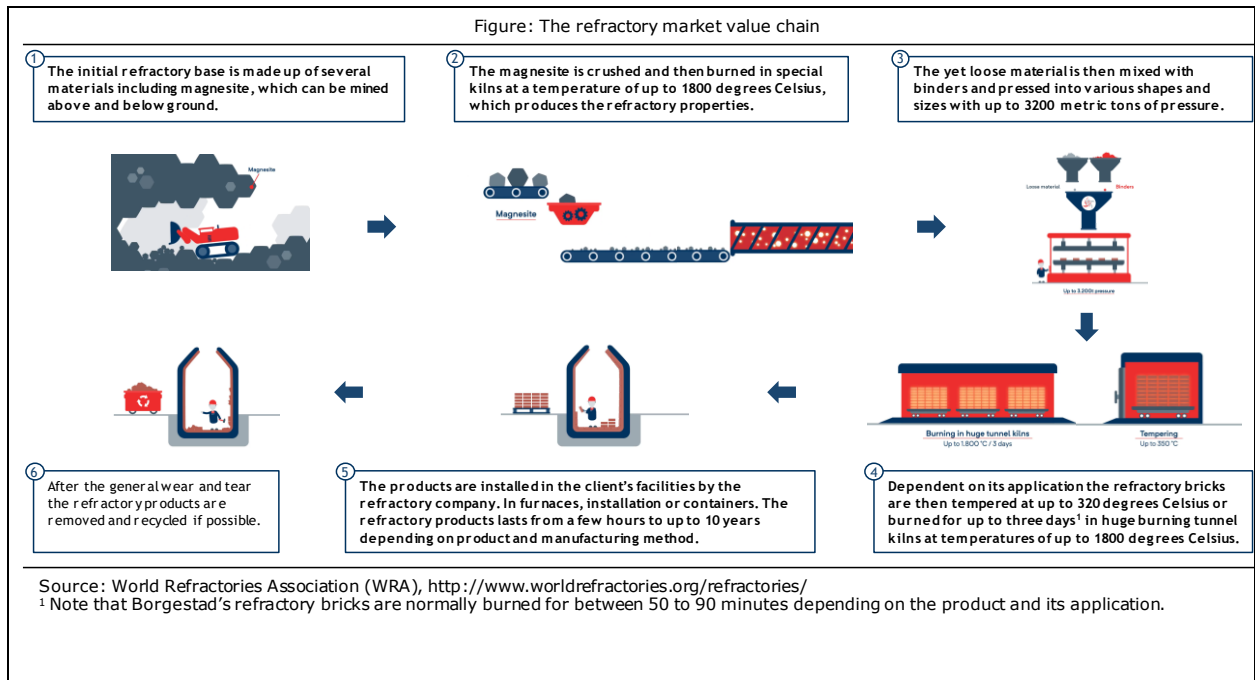 Figure: The refractory market value chain
1
The initial refractory base is made up of several
materials including magnesite, which can be mined
above and below ground.
2
The magnesite is crushed and then burned in special
kilns at a temperature of up to 1800 degrees Celsius,
which produces the refractory properties.
3
The yet loose material is then mixed with
binders and pressed into various shapes and
sizes with up to 3200 metric tons of pressure.
Magnesite
Magnesite
Loose material
Binders
Up to 3.200t pressure
Burning in huge tunnel kilns
Up to 1.800 °C / 3 days
Tempering
Up to 350 °C
6
After the general wear and tear
the refractory products are
removed and recycled if possible.
5
The products are installed in the client's facilities by the
refractory company. In furnaces, installation or containers. The
refractory products lasts from a few hours to up to 10 years
depending on product and manufacturing method.
4
Dependent on its application the refractory bricks
are then tempered at up to 320 degrees Celsius or
burned for up to three days¹ in huge burning tunnel
kilns at temperatures of up to 1800 degrees Celsius.
Source: World Refractories Association (WRA), http://www.worldrefractories.org/refractories/
¹ Note that Borgestad's refractory bricks are normally burned for between 50 to 90 minutes depending on the product and its application.